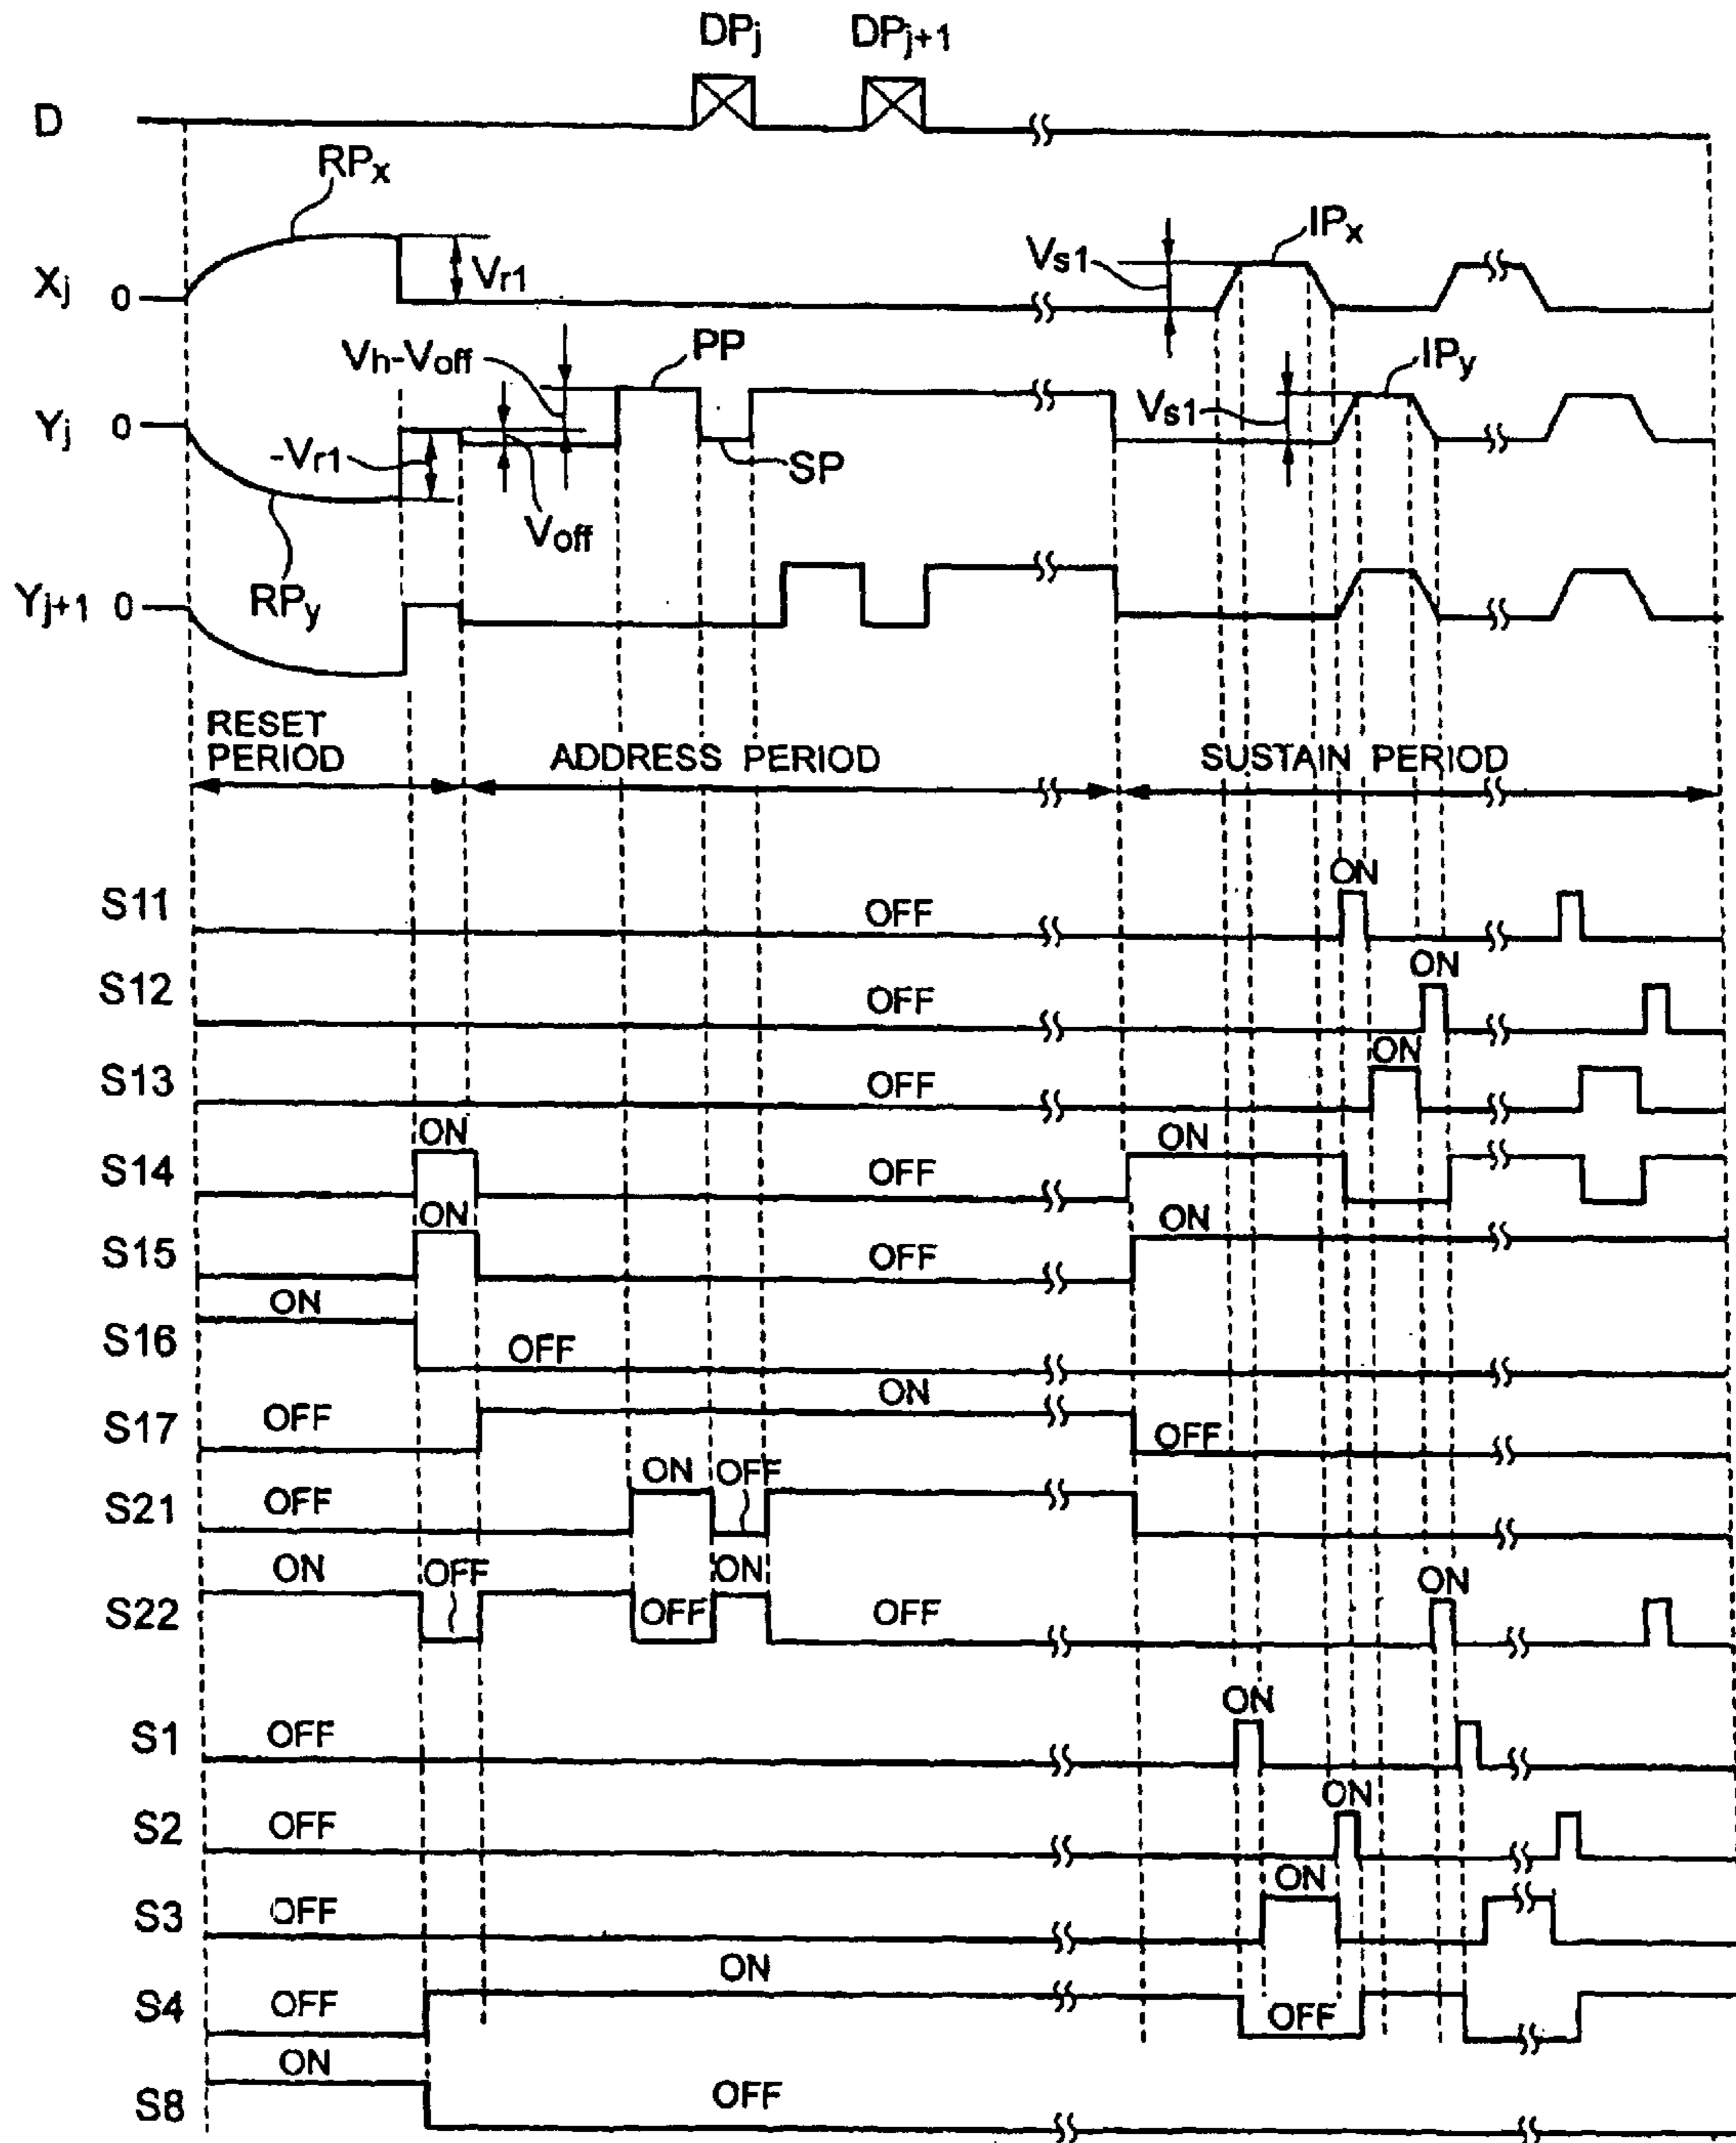 DPj DPj+1
D
RPx
Xj 0
Vr1
Vs1
IPx
Vh-Voff
PP
IPy
Yj 0
-Vr1
Vs1
SP
Voff
Yj+1 0
RPy
RESET PERIOD
ADDRESS PERIOD
SUSTAIN PERIOD
S11 OFF ON
S12 OFF ON
S13 OFF ON
S14 ON OFF ON
S15 ON OFF ON
S16 ON OFF
S17 OFF ON OFF
S21 OFF ON OFF
S22 ON OFF OFF ON OFF ON
S1 OFF ON
S2 OFF ON
S3 OFF ON
S4 OFF ON OFF
S8 ON OFF